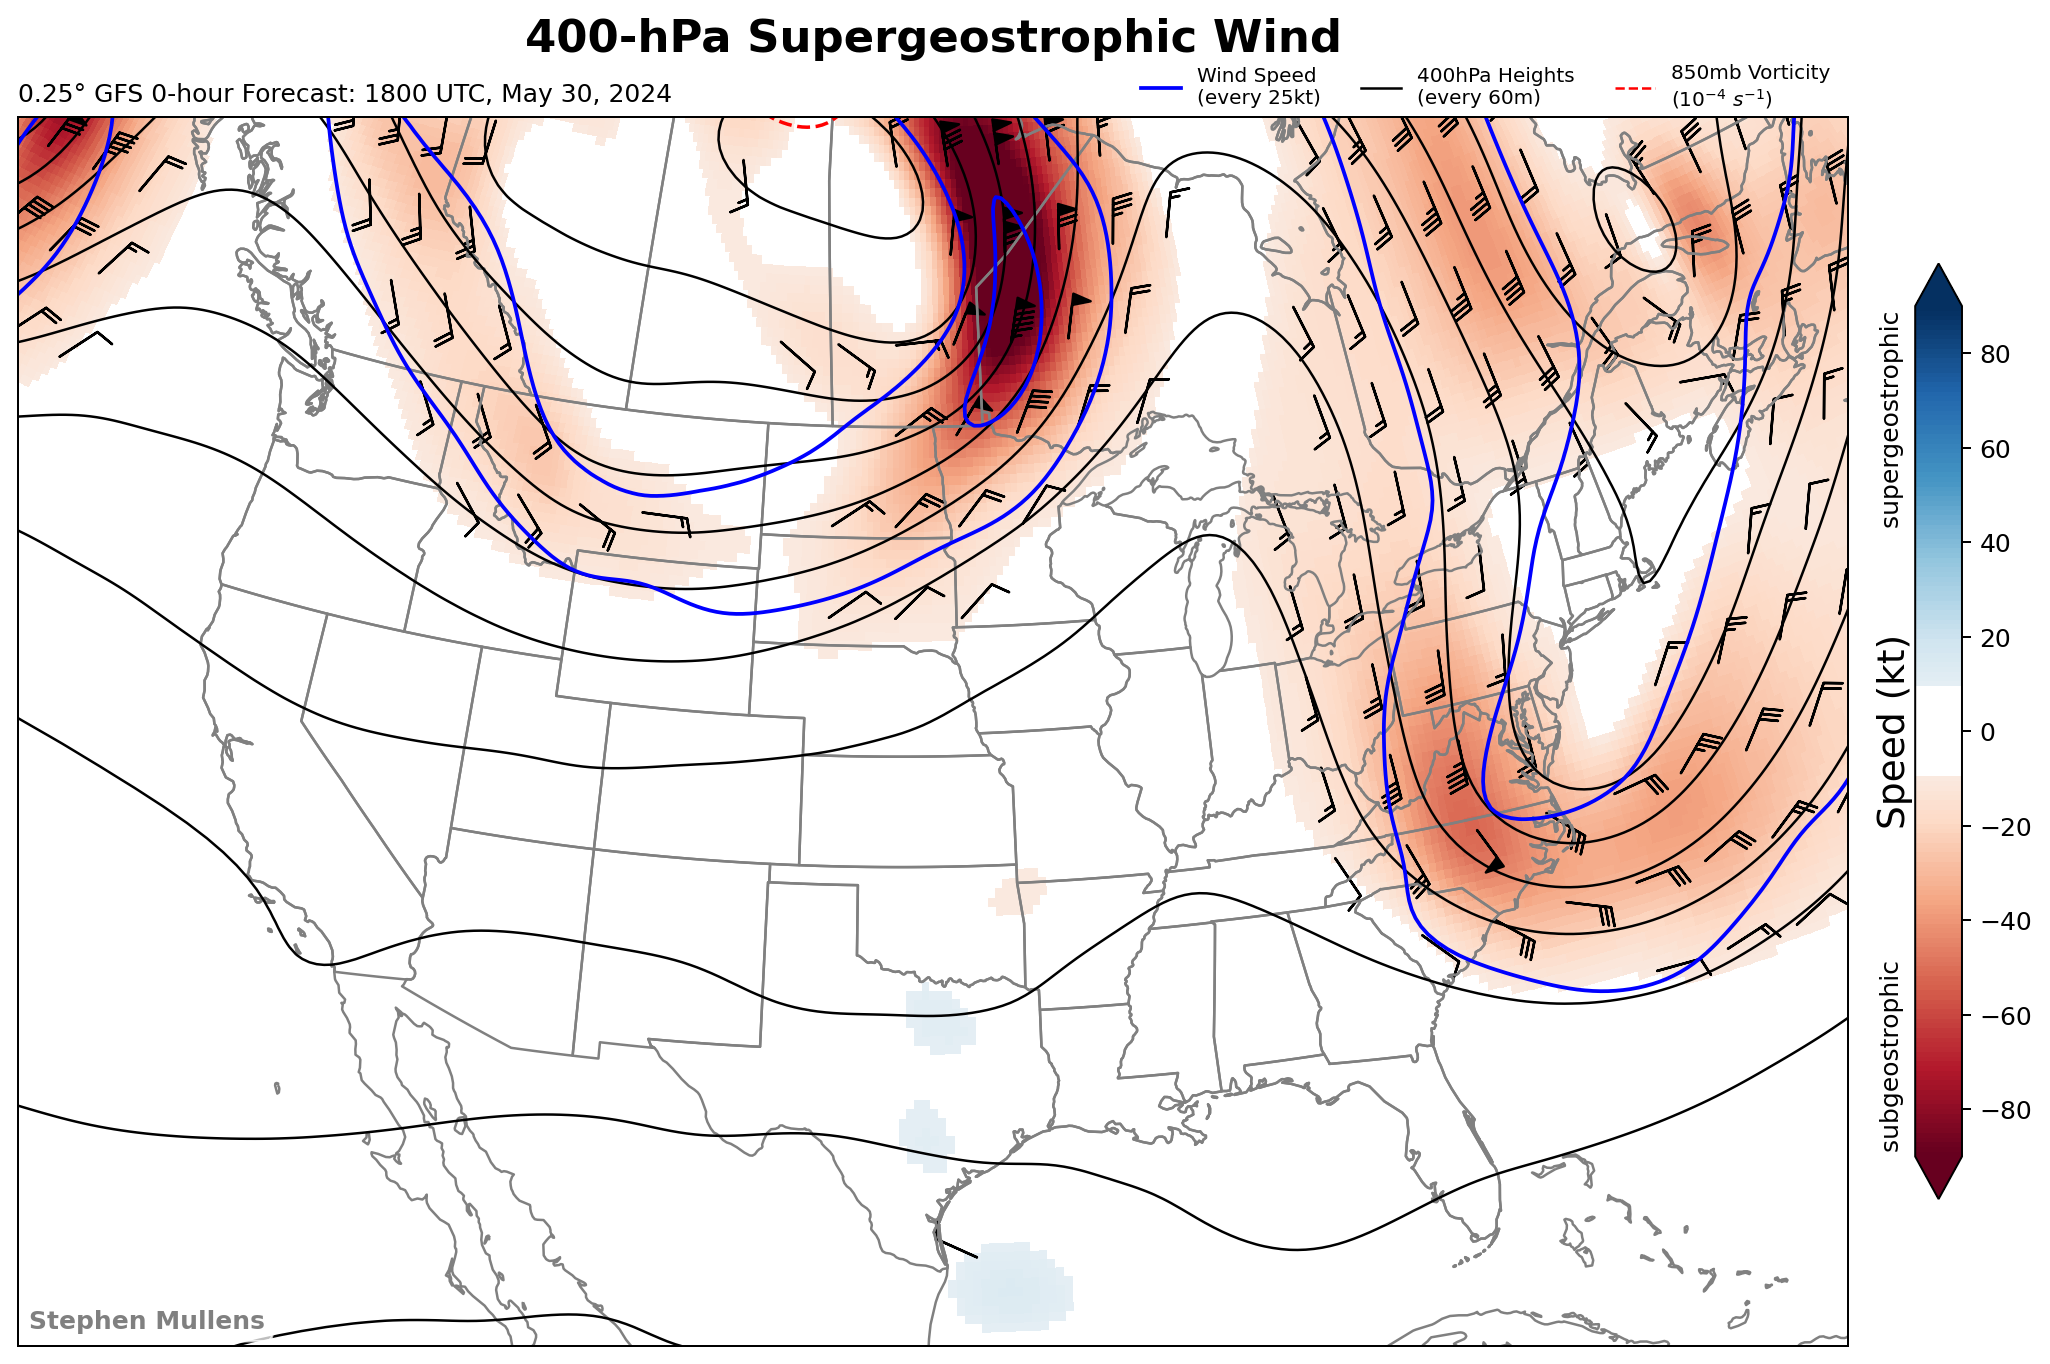 400-hPa Supergeostrophic Wind
0.25° GFS 0-hour Forecast: 1800 UTC, May 30, 2024
Wind Speed
(every 25kt)
400hPa Heights
(every 60m)
850mb Vorticity
(10⁻⁴ s⁻¹)
supergeostrophic
Speed (kt)
subgeostrophic
80
60
40
20
0
−20
−40
−60
−80
Stephen Mullens